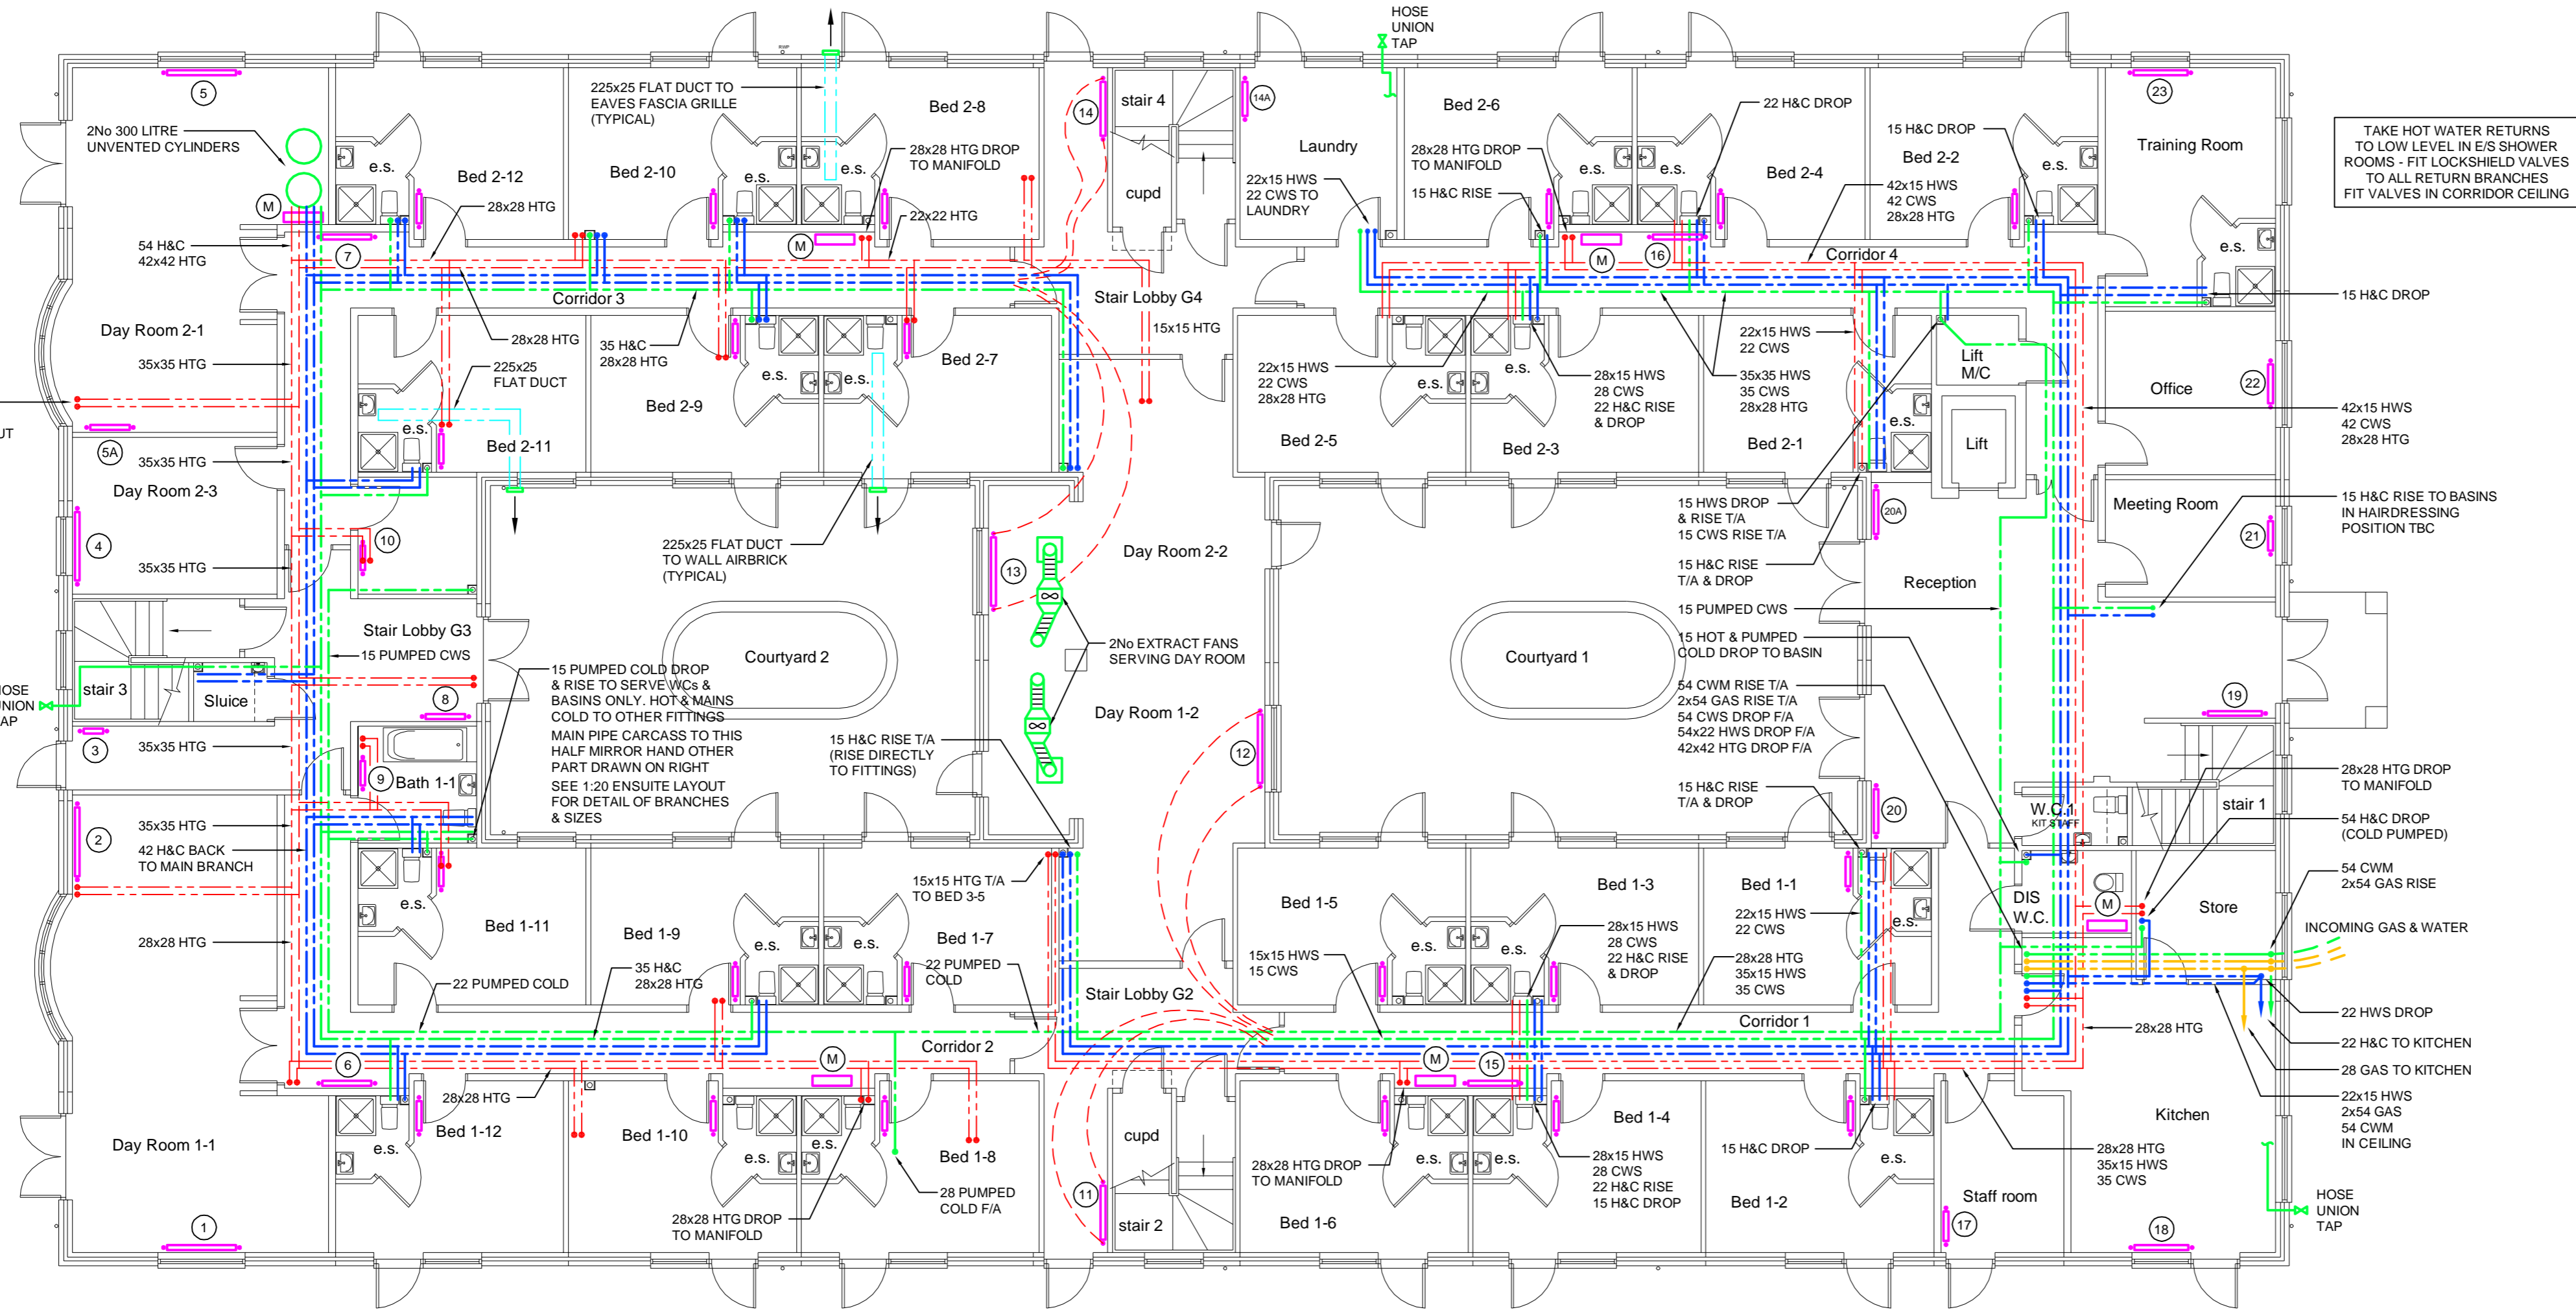 HOSE
UNION
TAP
RWP
5
2No 300 LITRE
UNVENTED CYLINDERS
225x25 FLAT DUCT TO
EAVES FASCIA GRILLE
(TYPICAL)
Bed 2-8
14
stair 4
14A
Bed 2-6
22 H&C DROP
23
TAKE HOT WATER RETURNS
TO LOW LEVEL IN E/S SHOWER
ROOMS - FIT LOCKSHIELD VALVES
TO ALL RETURN BRANCHES
FIT VALVES IN CORRIDOR CEILING
15 H&C DROP
Bed 2-2
Training Room
Laundry
28x28 HTG DROP
TO MANIFOLD
28x28 HTG DROP
TO MANIFOLD
e.s.
Bed 2-12
Bed 2-10
e.s.
e.s.
cupd
22x15 HWS
22 CWS TO
LAUNDRY
15 H&C RISE
e.s.
e.s.
Bed 2-4
42x15 HWS
42 CWS
28x28 HTG
e.s.
M
28x28 HTG
22x22 HTG
54 H&C
42x42 HTG
7
M
M
16
Corridor 4
e.s.
Corridor 3
Stair Lobby G4
15 H&C DROP
Day Room 2-1
28x28 HTG
35 H&C
28x28 HTG
15x15 HTG
22x15 HWS
22 CWS
35x35 HTG
225x25
FLAT DUCT
Bed 2-7
Lift
M/C
e.s.
e.s.
22x15 HWS
22 CWS
28x28 HTG
e.s.
e.s.
28x15 HWS
28 CWS
22 H&C RISE
& DROP
35x35 HWS
35 CWS
28x28 HTG
Office
22
UT
Bed 2-9
42x15 HWS
42 CWS
28x28 HTG
e.s.
Bed 2-11
Bed 2-5
Bed 2-3
Bed 2-1
e.s.
Lift
5A
35x35 HTG
Day Room 2-3
15 HWS DROP
& RISE T/A
15 CWS RISE T/A
20A
Meeting Room
15 H&C RISE TO BASINS
IN HAIRDRESSING
POSITION TBC
4
10
225x25 FLAT DUCT
TO WALL AIRBRICK
(TYPICAL)
Day Room 2-2
21
35x35 HTG
13
15 H&C RISE
T/A & DROP
Reception
15 PUMPED CWS
Stair Lobby G3
15 PUMPED CWS
Courtyard 2
2No EXTRACT FANS
SERVING DAY ROOM
Courtyard 1
15 HOT & PUMPED
COLD DROP TO BASIN
15 PUMPED COLD DROP
& RISE TO SERVE WCs &
BASINS ONLY. HOT & MAINS
COLD TO OTHER FITTINGS
MAIN PIPE CARCASS TO THIS
HALF MIRROR HAND OTHER
PART DRAWN ON RIGHT
SEE 1:20 ENSUITE LAYOUT
FOR DETAIL OF BRANCHES
& SIZES
HOSE
UNION
TAP
stair 3
Sluice
8
Day Room 1-2
54 CWM RISE T/A
2x54 GAS RISE T/A
54 CWS DROP F/A
54x22 HWS DROP F/A
42x42 HTG DROP F/A
19
3
35x35 HTG
15 H&C RISE T/A
(RISE DIRECTLY
TO FITTINGS)
12
9
Bath 1-1
28x28 HTG DROP
TO MANIFOLD
15 H&C RISE
T/A & DROP
20
W.C.1
KIT STAFF
stair 1
2
35x35 HTG
42 H&C BACK
TO MAIN BRANCH
54 H&C DROP
(COLD PUMPED)
15x15 HTG T/A
TO BED 3-5
54 CWM
2x54 GAS RISE
e.s.
Bed 1-11
Bed 1-9
Bed 1-5
Bed 1-3
Bed 1-1
DIS
W.C.
M
Store
28x28 HTG
e.s.
e.s.
Bed 1-7
e.s.
e.s.
22x15 HWS
22 CWS
e.s.
INCOMING GAS & WATER
28x15 HWS
28 CWS
22 H&C RISE
& DROP
22 PUMPED COLD
35 H&C
28x28 HTG
22 PUMPED
COLD
15x15 HWS
15 CWS
28x28 HTG
35x15 HWS
35 CWS
Stair Lobby G2
Corridor 1
22 HWS DROP
28x28 HTG
Corridor 2
22 H&C TO KITCHEN
6
M
M
15
28 GAS TO KITCHEN
28x28 HTG
22x15 HWS
2x54 GAS
54 CWM
IN CEILING
Day Room 1-1
Bed 1-12
Bed 1-10
e.s.
cupd
Bed 1-4
Kitchen
e.s.
e.s.
Bed 1-8
28x28 HTG DROP
TO MANIFOLD
e.s.
e.s.
28x15 HWS
28 CWS
22 H&C RISE
15 H&C DROP
15 H&C DROP
e.s.
28x28 HTG
35x15 HWS
35 CWS
28 PUMPED
COLD F/A
11
Staff room
1
28x28 HTG DROP
TO MANIFOLD
stair 2
Bed 1-6
Bed 1-2
17
18
HOSE
UNION
TAP